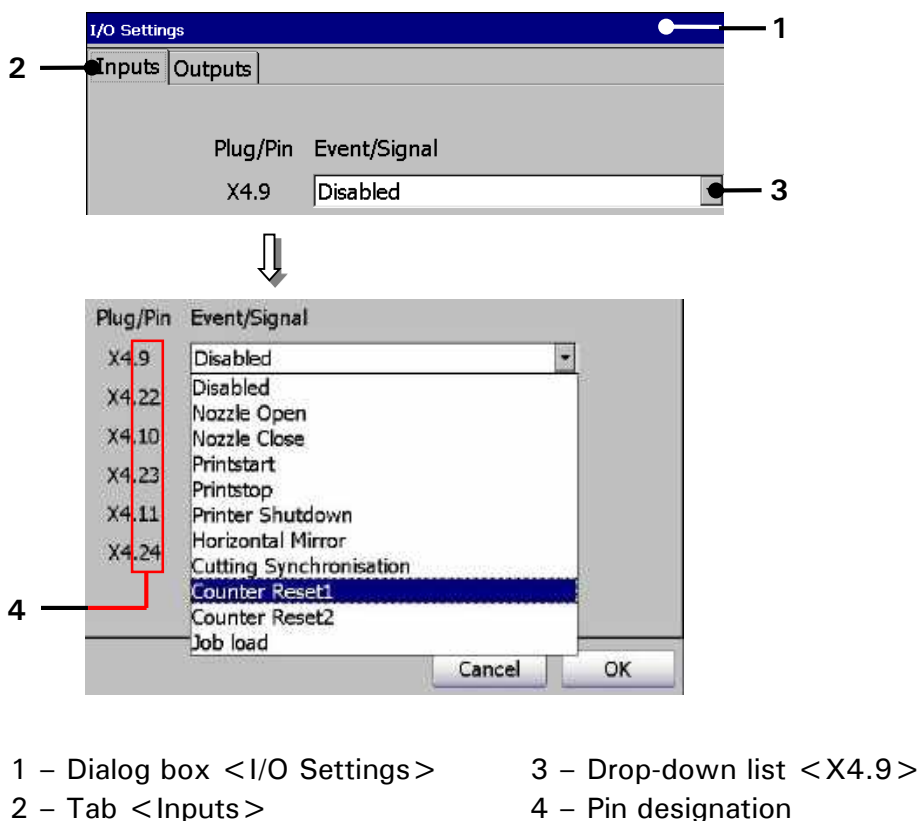 I/O Settings
1
2
Inputs Outputs
Plug/Pin Event/Signal
X4.9 Disabled
3
Plug/Pin Event/Signal
X4.9 Disabled
X4.22 Disabled
Nozzle Open
X4.10 Nozzle Close
Printstart
X4.23 Printstop
X4.11 Printer Shutdown
Horizontal Mirror
X4.24 Cutting Synchronisation
Counter Reset1
4
Counter Reset2
Job load
Cancel OK
1 – Dialog box <I/O Settings> 3 – Drop-down list <X4.9>
2 – Tab <Inputs> 4 – Pin designation